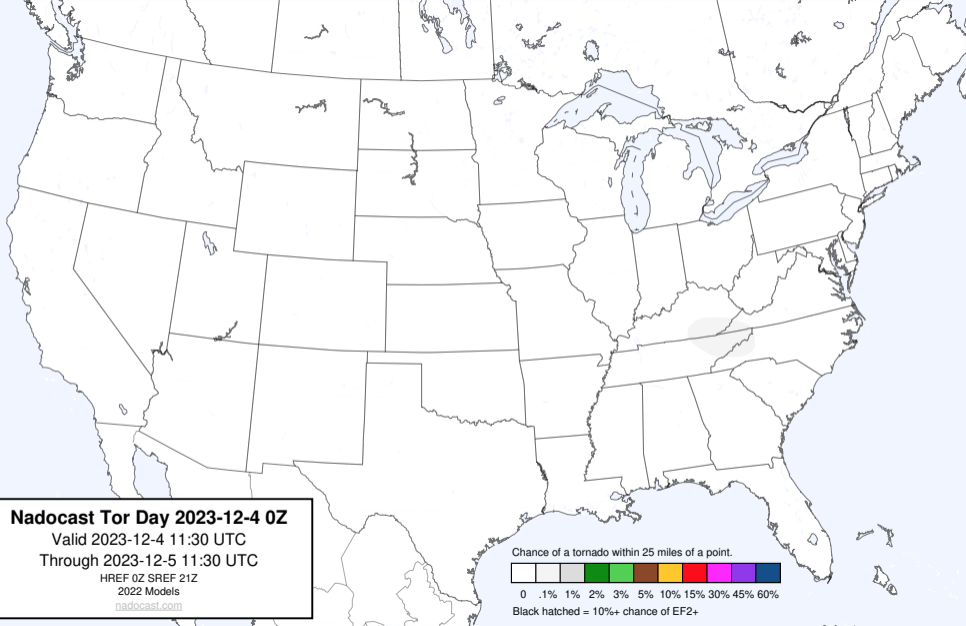 Nadocast Tor Day 2023-12-4 0Z
Valid 2023-12-4 11:30 UTC
Through 2023-12-5 11:30 UTC
HREF 0Z SREF 21Z
2022 Models
nadocast.com
Chance of a tornado within 25 miles of a point.
0 .1% 1% 2% 3% 5% 10% 15% 30% 45% 60%
Black hatched = 10%+ chance of EF2+